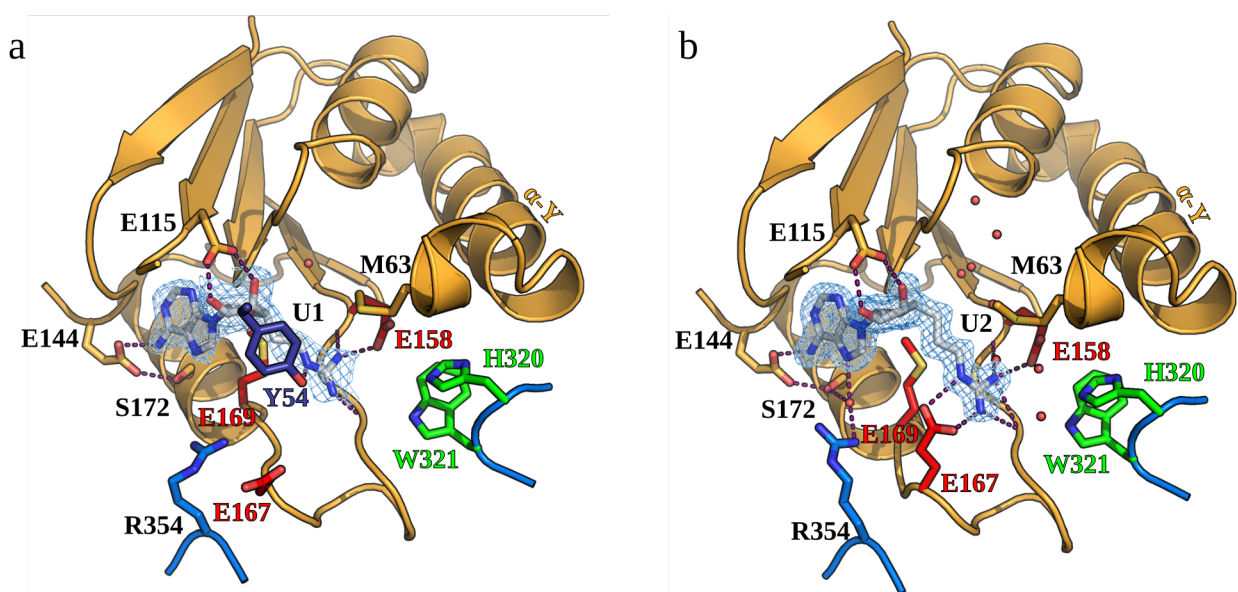 a
α-Y
E115
M63
U1
E144
E158
H320
S172
Y54
E169
W321
E167
R354
b
α-Y
E115
M63
U2
E144
E158
H320
S172
E169
W321
E167
R354